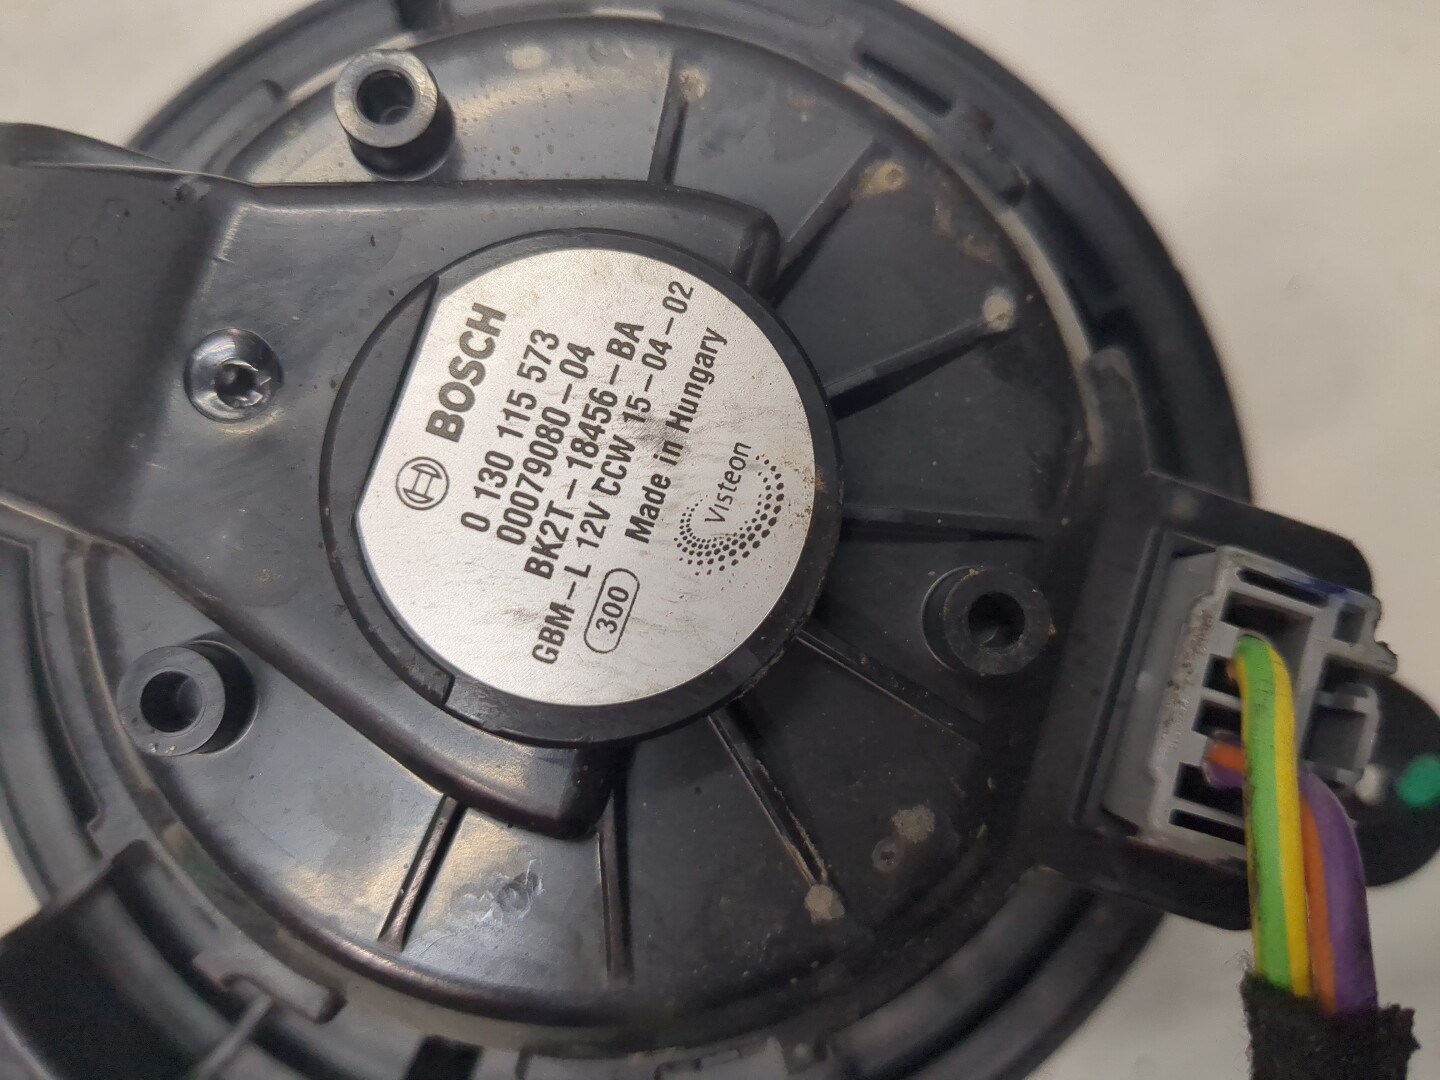 BOSCH
0 130 115 573
00079080-04
BK2T-18456-BA
GBM-L 12V CCW 15-04-02
300 Made in Hungary
Visteon